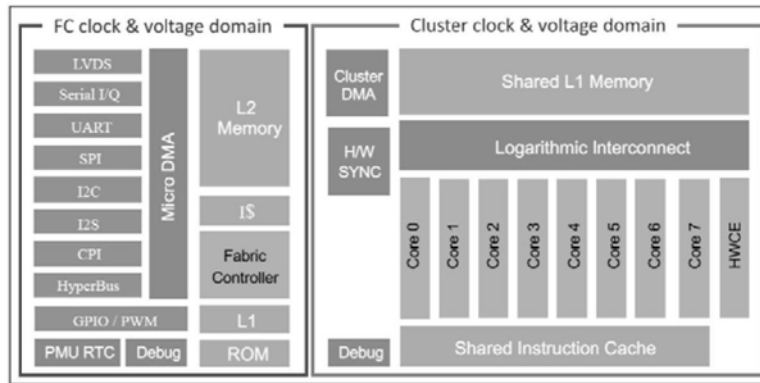 FC clock & voltage domain
LVDS
Serial I/Q
UART
SPI
I2C
I2S
CPI
HyperBus
Micro DMA
L2
Memory
I$
Fabric
Controller
GPIO / PWM
L1
PMU RTC
Debug
ROM
Cluster clock & voltage domain
Cluster
DMA
Shared L1 Memory
H/W
SYNC
Logarithmic Interconnect
Core 0
Core 1
Core 2
Core 3
Core 4
Core 5
Core 6
Core 7
HWCE
Debug
Shared Instruction Cache